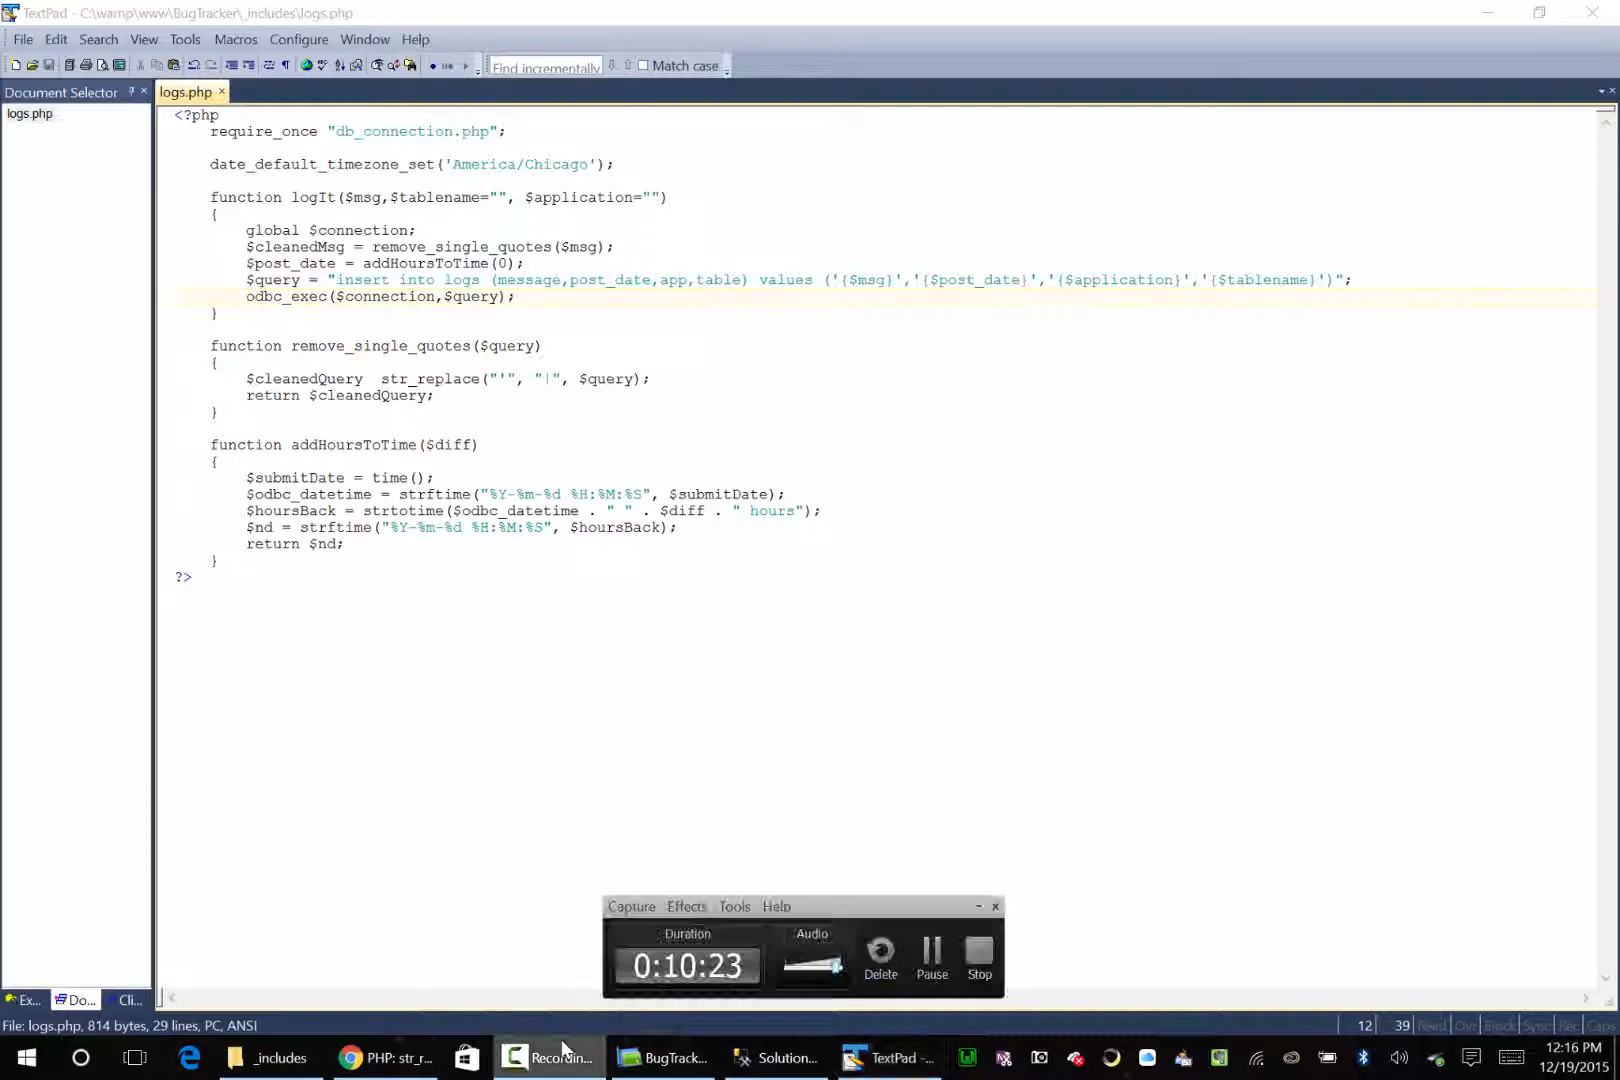 TextPad - C:\wamp\www\BugTracker\_includes\logs.php
File Edit Search View Tools Macros Configure Window Help
Find incrementally Match case
Document Selector
logs.php
logs.php
<?php
require_once "db_connection.php";
date_default_timezone_set('America/Chicago');
function logIt($msg,$tablename="", $application="")
{
global $connection;
$cleanedMsg = remove_single_quotes($msg);
$post_date = addHoursToTime(0);
$query = "insert into logs (message,post_date,app,table) values ('{$msg}','{$post_date}','{$application}','{$tablename}')";
odbc_exec($connection,$query);
}
function remove_single_quotes($query)
{
$cleanedQuery  str_replace("'", "|", $query);
return $cleanedQuery;
}
function addHoursToTime($diff)
{
$submitDate = time();
$odbc_datetime = strftime("%Y-%m-%d %H:%M:%S", $submitDate);
$hoursBack = strtotime($odbc_datetime . " " . $diff . " hours");
$nd = strftime("%Y-%m-%d %H:%M:%S", $hoursBack);
return $nd;
}
?>
Capture Effects Tools Help
Duration Audio
0:10:23
Delete Pause Stop
Ex... Do... Cli...
File: logs.php, 814 bytes, 29 lines, PC, ANSI
12 39 Read Ovr Block Sync Rec Caps
_includes PHP: str_r... Recordin... BugTrack... Solution... TextPad -...
12:16 PM
12/19/2015